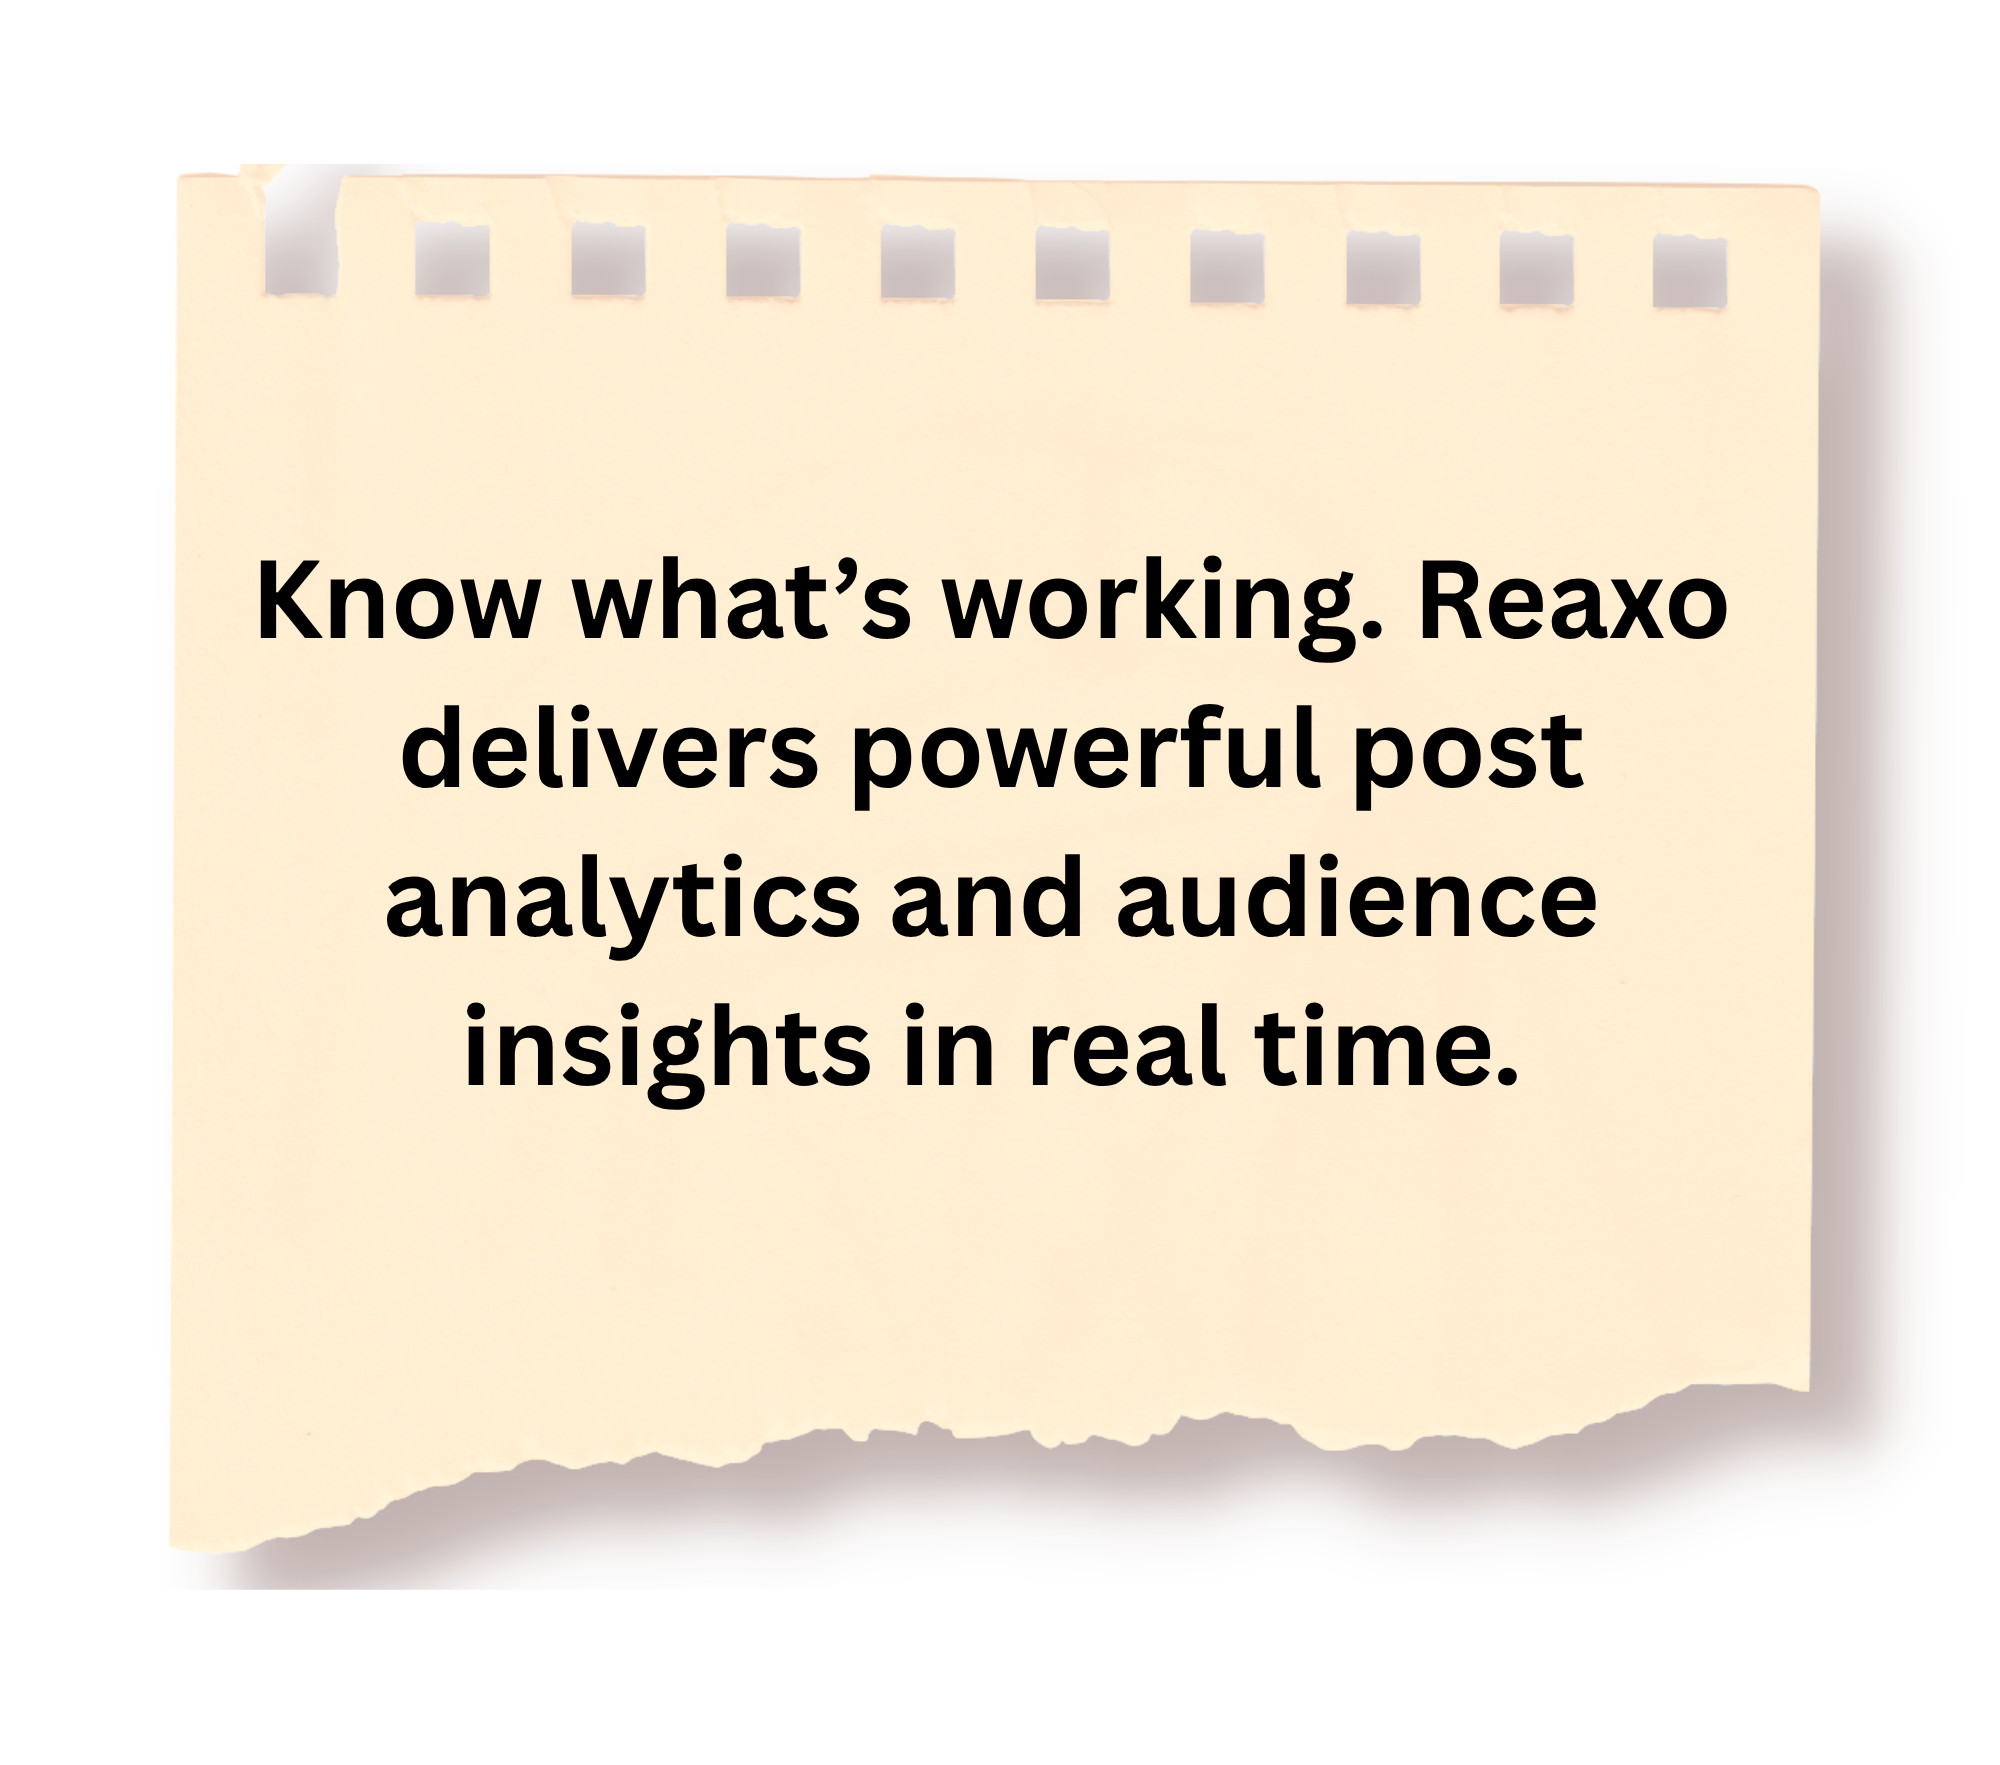 Know what’s working. Reaxo
delivers powerful post
analytics and audience
insights in real time.